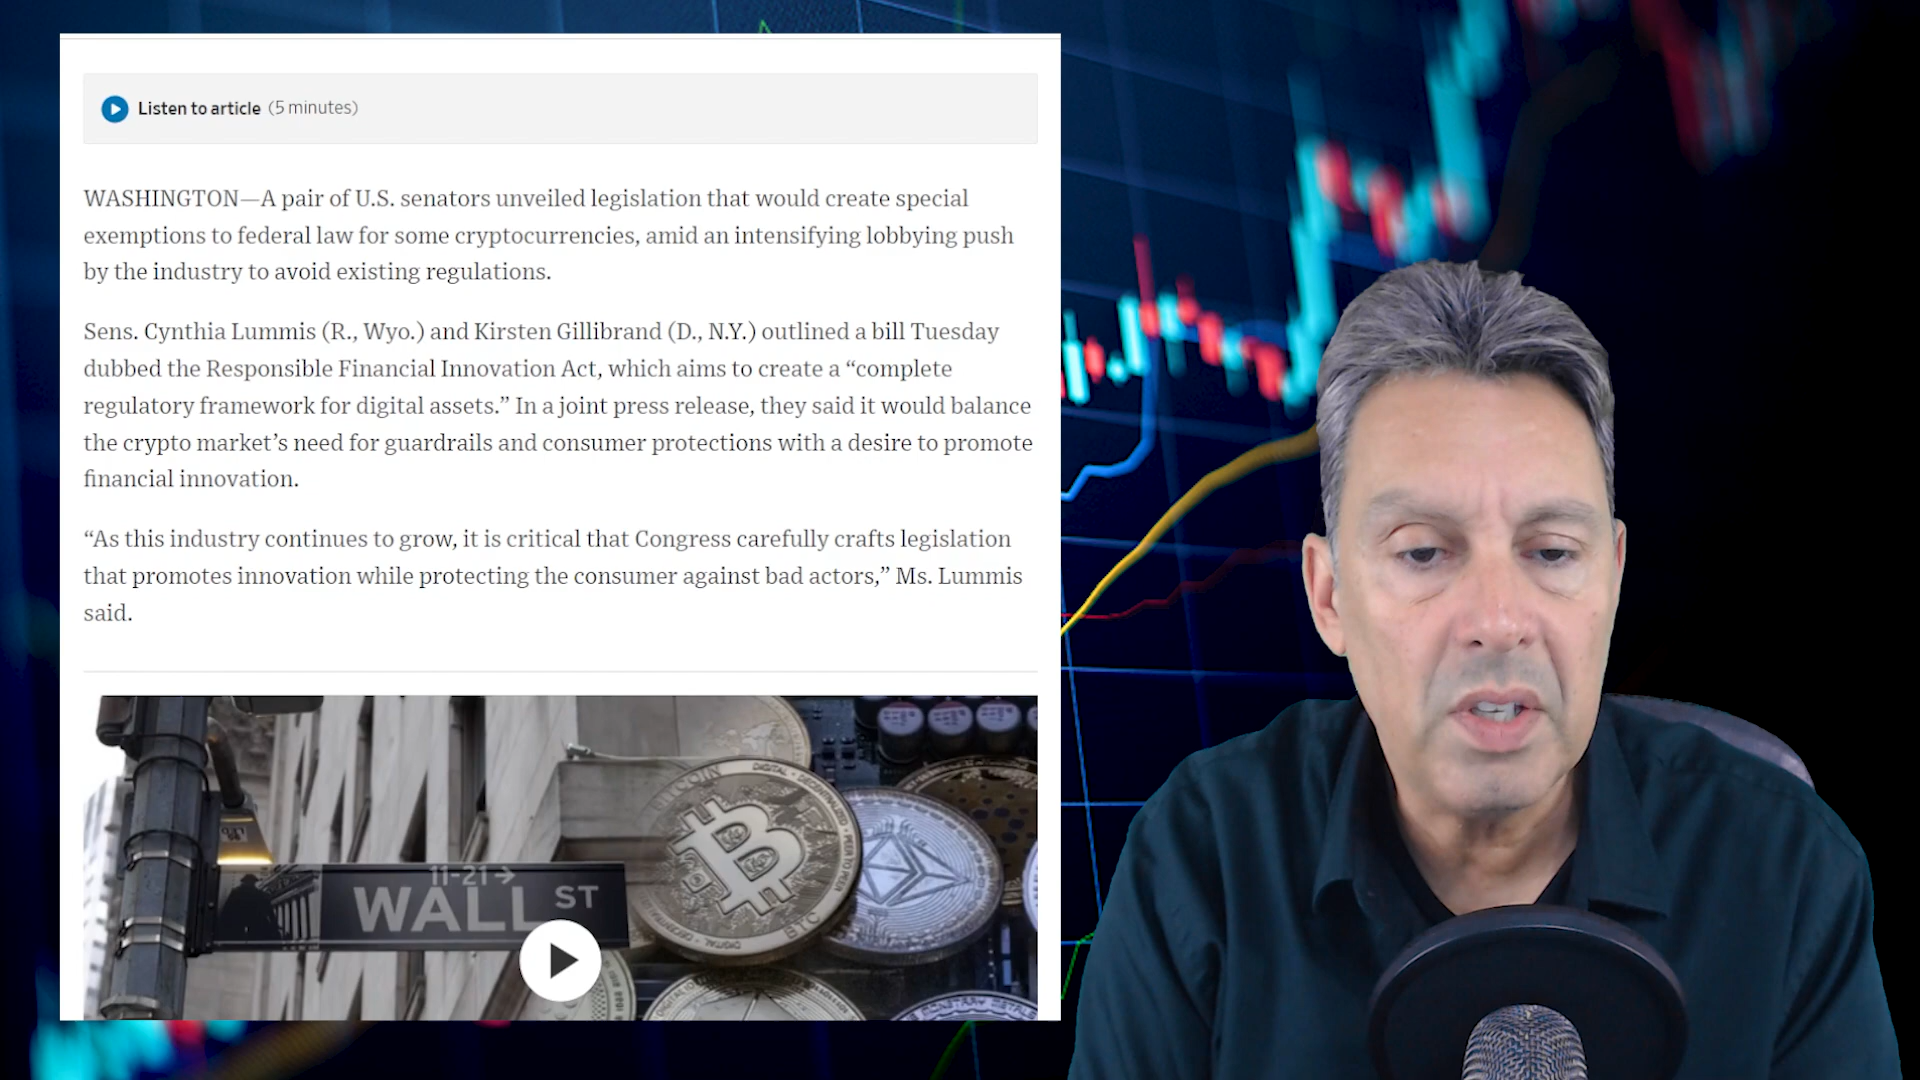 Listen to article (5 minutes)
WASHINGTON—A pair of U.S. senators unveiled legislation that would create special
exemptions to federal law for some cryptocurrencies, amid an intensifying lobbying push
by the industry to avoid existing regulations.
Sens. Cynthia Lummis (R., Wyo.) and Kirsten Gillibrand (D., N.Y.) outlined a bill Tuesday
dubbed the Responsible Financial Innovation Act, which aims to create a “complete
regulatory framework for digital assets.” In a joint press release, they said it would balance
the crypto market’s need for guardrails and consumer protections with a desire to promote
financial innovation.
“As this industry continues to grow, it is critical that Congress carefully crafts legislation
that promotes innovation while protecting the consumer against bad actors,” Ms. Lummis
said.
11-21→
WALL ST
BITCOIN
DIGITAL
BTC